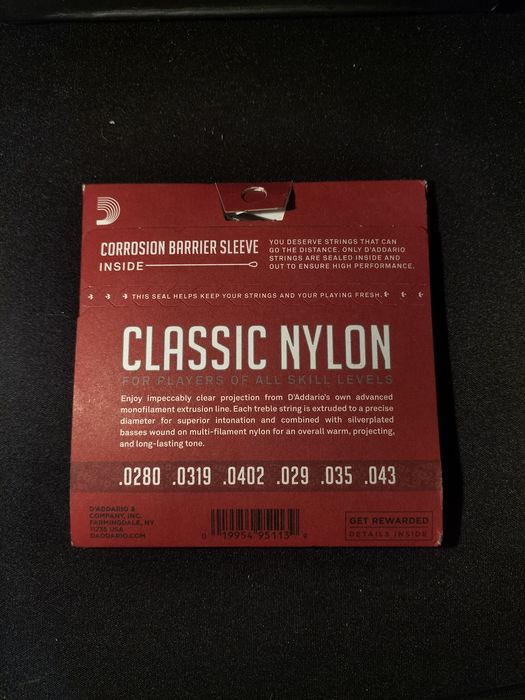 CORROSION BARRIER SLEEVE
INSIDE
YOU DESERVE STRINGS THAT CAN
GO THE DISTANCE. ONLY D'ADDARIO
STRINGS ARE SEALED INSIDE AND
OUT TO ENSURE HIGH PERFORMANCE.
THIS SEAL HELPS KEEP YOUR STRINGS AND YOUR PLAYING FRESH.
CLASSIC NYLON
FOR PLAYERS OF ALL SKILL LEVELS
Enjoy impeccably clear projection from D'Addario's own advanced
monofilament extrusion line. Each treble string is extruded to a precise
diameter for superior intonation and combined with silverplated
basses wound on multi-filament nylon for an overall warm, projecting,
and long-lasting tone.
.0280 .0319 .0402 .029 .035 .043
D'ADDARIO &
COMPANY, INC.
FARMINGDALE, NY
11735 USA
DADDARIO.COM
0 19954 95113 9
GET REWARDED
DETAILS INSIDE